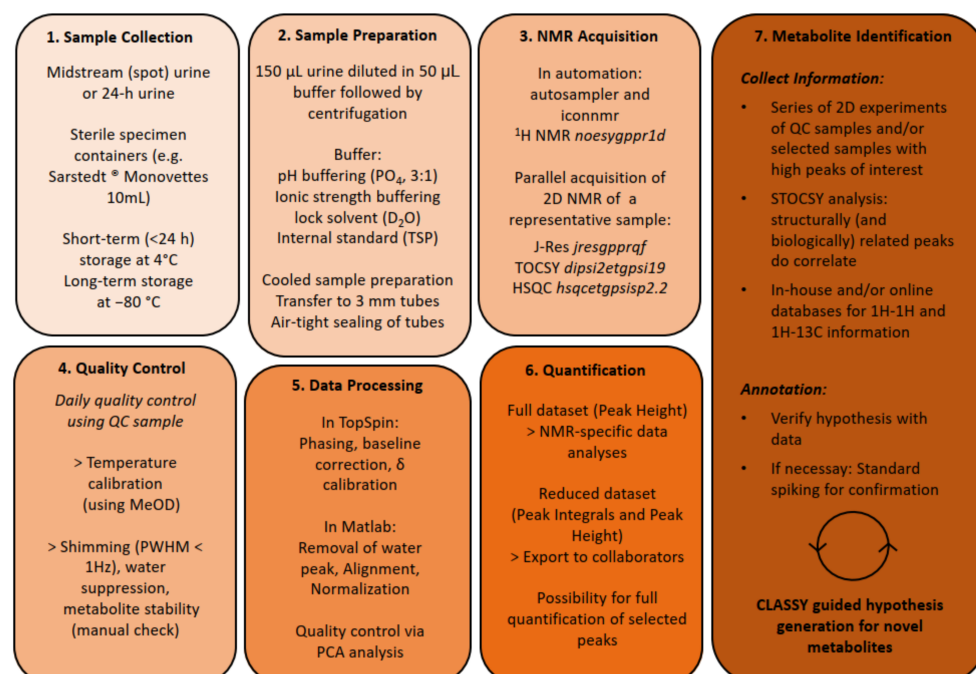 1. Sample Collection
Midstream (spot) urine
or 24-h urine
Sterile specimen
containers (e.g.
Sarstedt ® Monovettes
10mL)
Short-term (<24 h)
storage at 4°C
Long-term storage
at −80 °C
2. Sample Preparation
150 µL urine diluted in 50 µL
buffer followed by
centrifugation
Buffer:
pH buffering (PO₄, 3:1)
Ionic strength buffering
lock solvent (D₂O)
Internal standard (TSP)
Cooled sample preparation
Transfer to 3 mm tubes
Air-tight sealing of tubes
3. NMR Acquisition
In automation:
autosampler and
iconnmr
¹H NMR noesygppr1d
Parallel acquisition of
2D NMR of a
representative sample:
J-Res jresgpprqf
TOCSY dipsi2etgpsi19
HSQC hsqcetgpsisp2.2
4. Quality Control
Daily quality control
using QC sample
> Temperature
calibration
(using MeOD)
> Shimming (PWHM <
1Hz), water
suppression,
metabolite stability
(manual check)
5. Data Processing
In TopSpin:
Phasing, baseline
correction, δ
calibration
In Matlab:
Removal of water
peak, Alignment,
Normalization
Quality control via
PCA analysis
6. Quantification
Full dataset (Peak Height)
> NMR-specific data
analyses
Reduced dataset
(Peak Integrals and Peak
Height)
> Export to collaborators
Possibility for full
quantification of selected
peaks
7. Metabolite Identification
Collect Information:
• Series of 2D experiments
of QC samples and/or
selected samples with
high peaks of interest
• STOCSY analysis:
structurally (and
biologically) related peaks
do correlate
• In-house and/or online
databases for 1H-1H and
1H-13C information
Annotation:
• Verify hypothesis with
data
• If necessay: Standard
spiking for confirmation
CLASSY guided hypothesis
generation for novel
metabolites